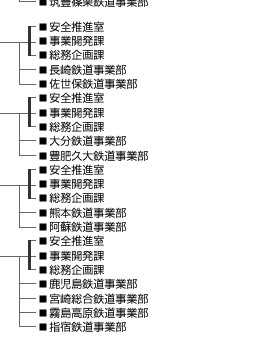 ■筑豊篠栗鉄道事業部
■安全推進室
■事業開発課
■総務企画課
■長崎鉄道事業部
■佐世保鉄道事業部
■安全推進室
■事業開発課
■総務企画課
■大分鉄道事業部
■豊肥久大鉄道事業部
■安全推進室
■事業開発課
■総務企画課
■熊本鉄道事業部
■阿蘇鉄道事業部
■安全推進室
■事業開発課
■総務企画課
■鹿児島鉄道事業部
■宮崎総合鉄道事業部
■霧島高原鉄道事業部
■指宿鉄道事業部